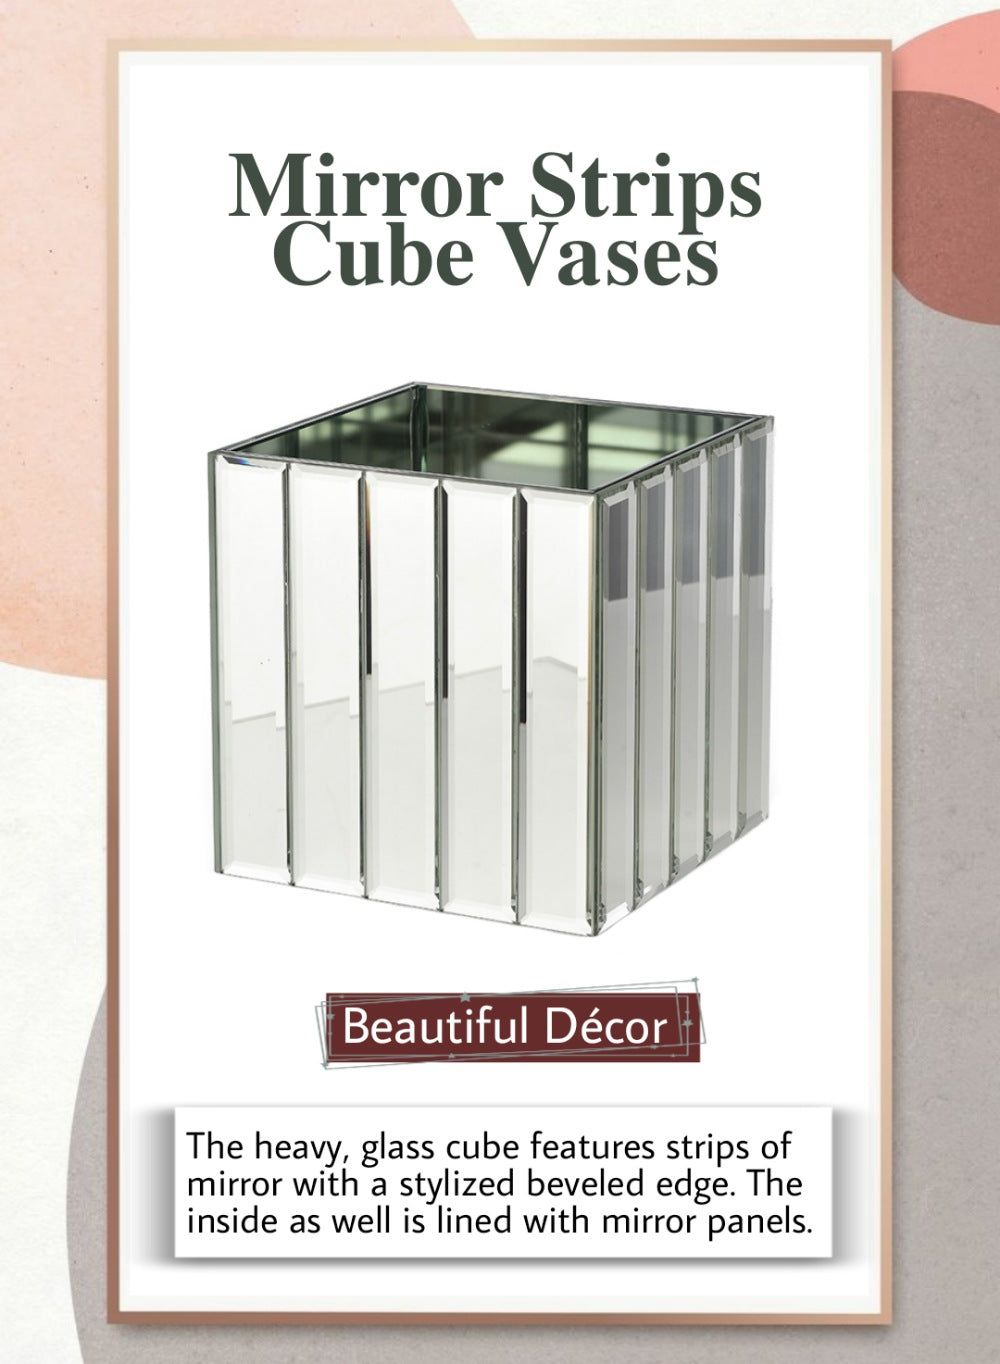 Mirror Strips
Cube Vases
Beautiful Décor
The heavy, glass cube features strips of
mirror with a stylized beveled edge. The
inside as well is lined with mirror panels.